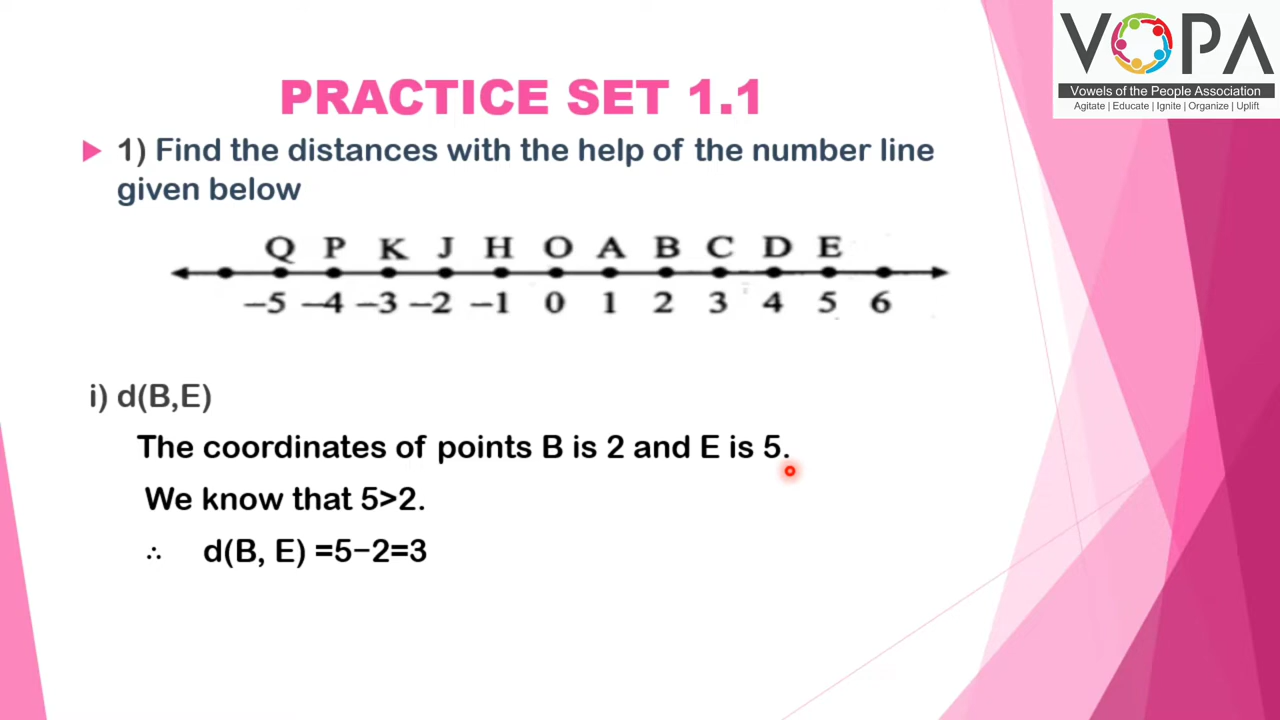 VOPA
Vowels of the People Association
Agitate | Educate | Ignite | Organize | Uplift
PRACTICE SET 1.1
1) Find the distances with the help of the number line
given below
Q P K J H O A B C D E
−5 −4 −3 −2 −1 0 1 2 3 4 5 6
i) d(B,E)
The coordinates of points B is 2 and E is 5.
We know that 5>2.
∴ d(B, E) =5−2=3